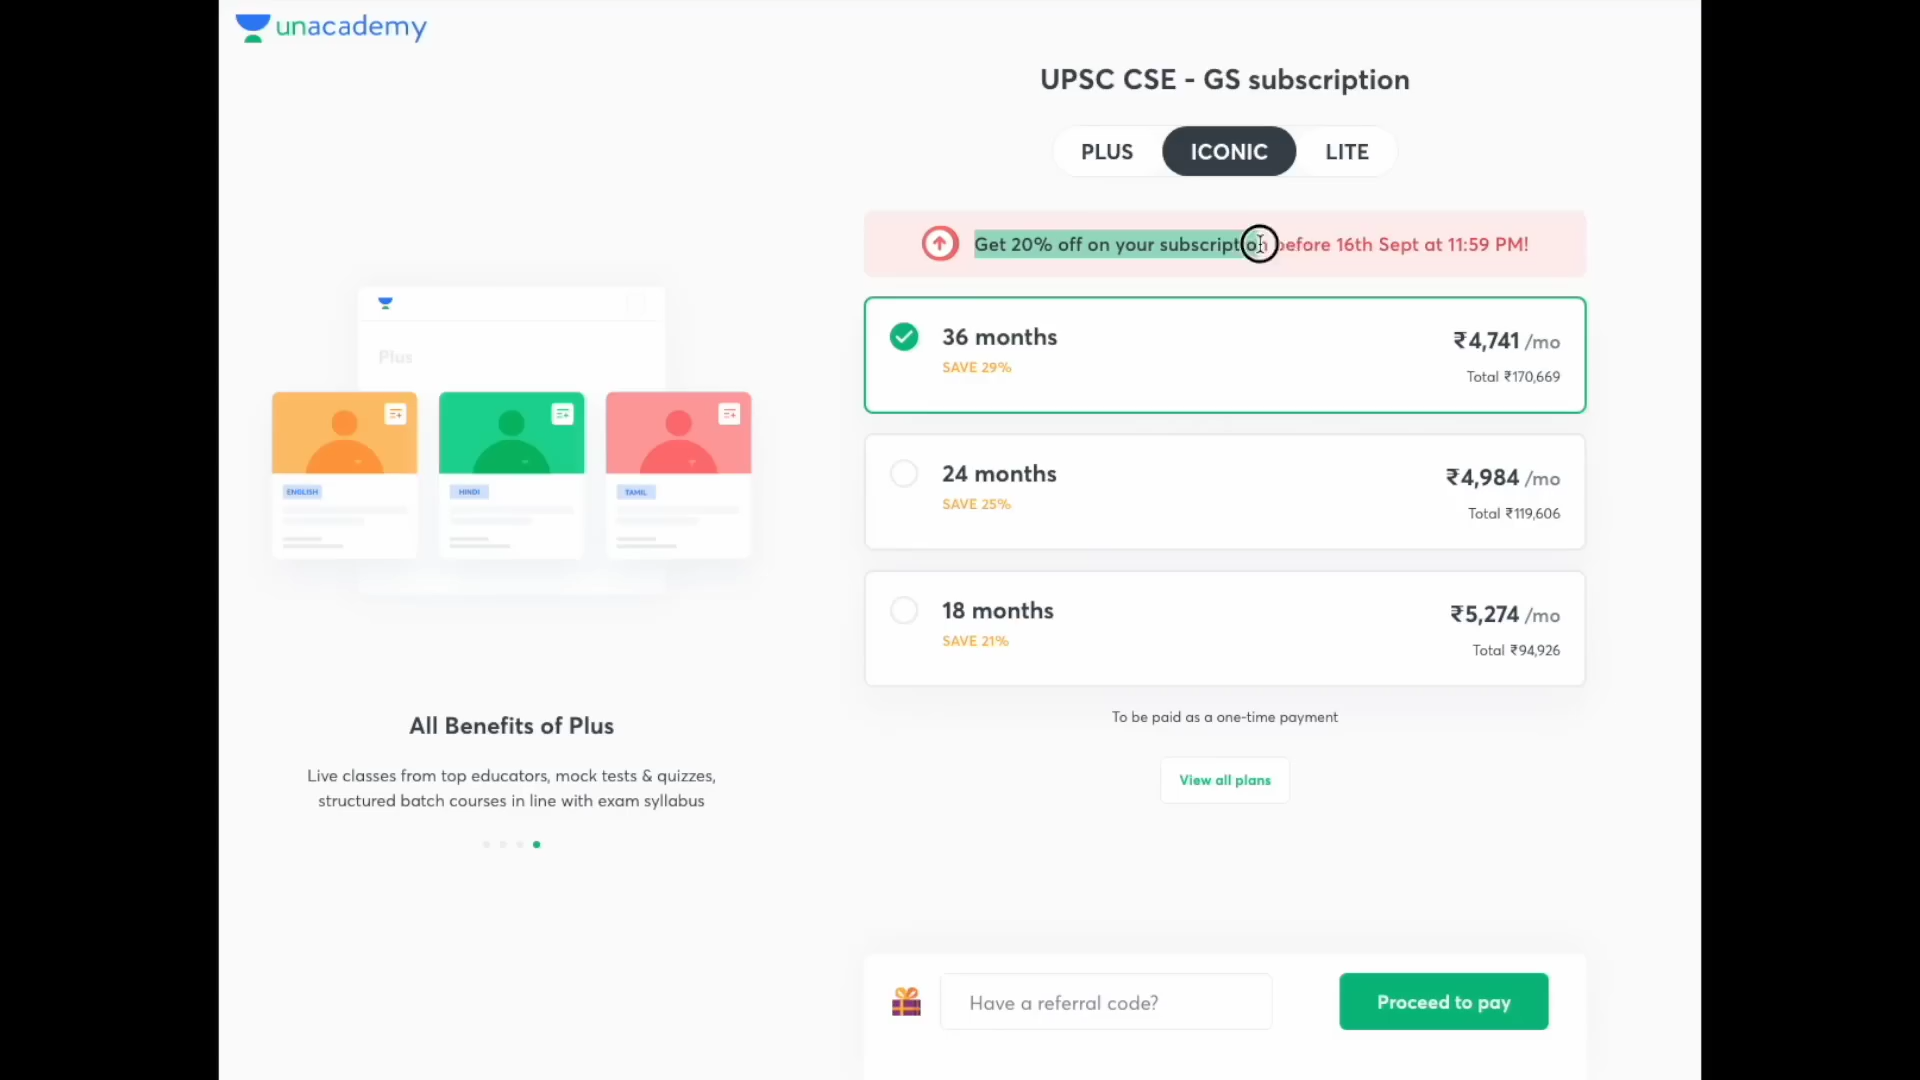 unacademy
UPSC CSE - GS subscription
PLUS
ICONIC
LITE
Get 20% off on your subscription before 16th Sept at 11:59 PM!
36 months
SAVE 29%
₹4,741 /mo
Total ₹170,669
24 months
SAVE 25%
₹4,984 /mo
Total ₹119,606
18 months
SAVE 21%
₹5,274 /mo
Total ₹94,926
To be paid as a one-time payment
View all plans
Plus
ENGLISH
HINDI
TAMIL
All Benefits of Plus
Live classes from top educators, mock tests & quizzes,
structured batch courses in line with exam syllabus
Have a referral code?
Proceed to pay